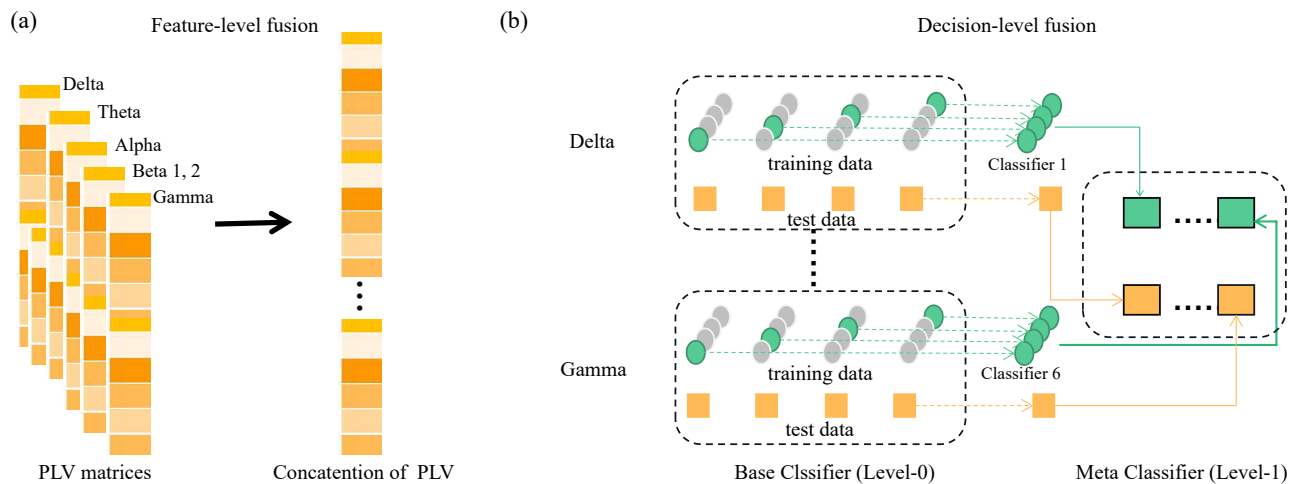 (a)
Feature-level fusion
Delta
Theta
Alpha
Beta 1, 2
Gamma
PLV matrices
Concatention of PLV
(b)
Decision-level fusion
Delta
training data
Classifier 1
test data
Gamma
training data
Classifier 6
test data
Base Clssifier (Level-0)
Meta Classifier (Level-1)